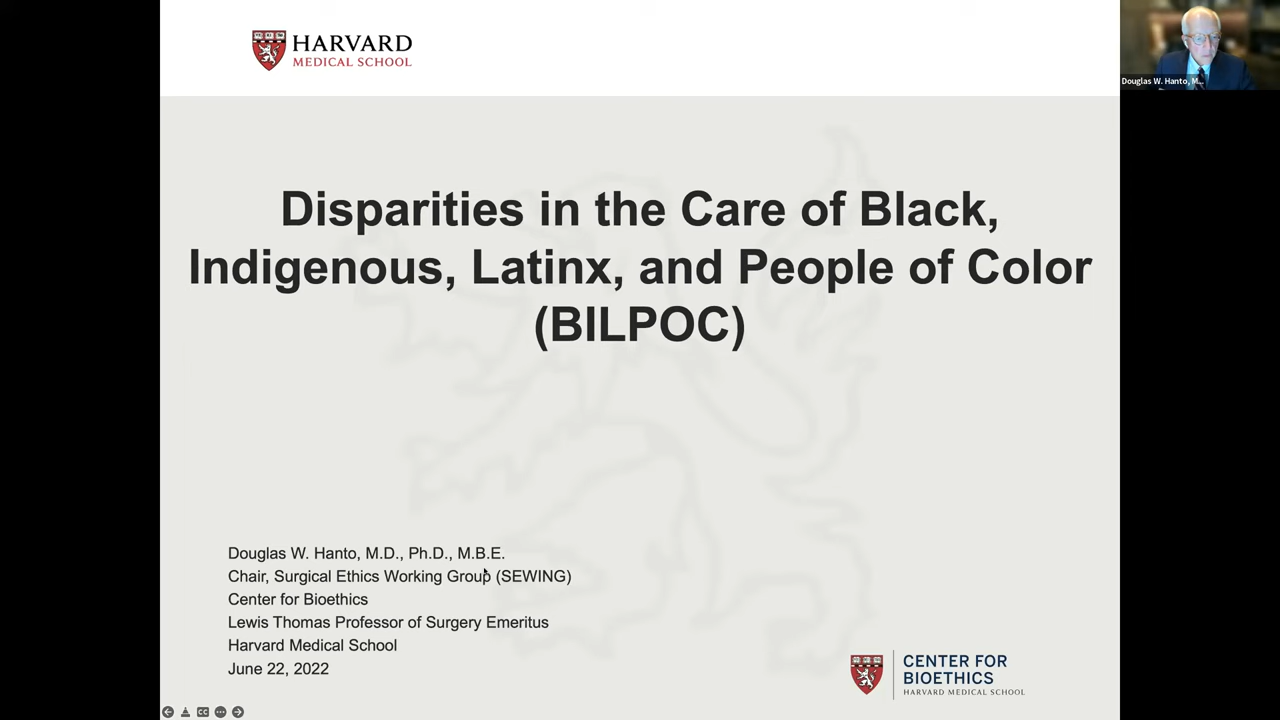 HARVARD
MEDICAL SCHOOL
Douglas W. Hanto, M...
Disparities in the Care of Black,
Indigenous, Latinx, and People of Color
(BILPOC)
Douglas W. Hanto, M.D., Ph.D., M.B.E.
Chair, Surgical Ethics Working Group (SEWING)
Center for Bioethics
Lewis Thomas Professor of Surgery Emeritus
Harvard Medical School
June 22, 2022
CENTER FOR
BIOETHICS
HARVARD MEDICAL SCHOOL
CC